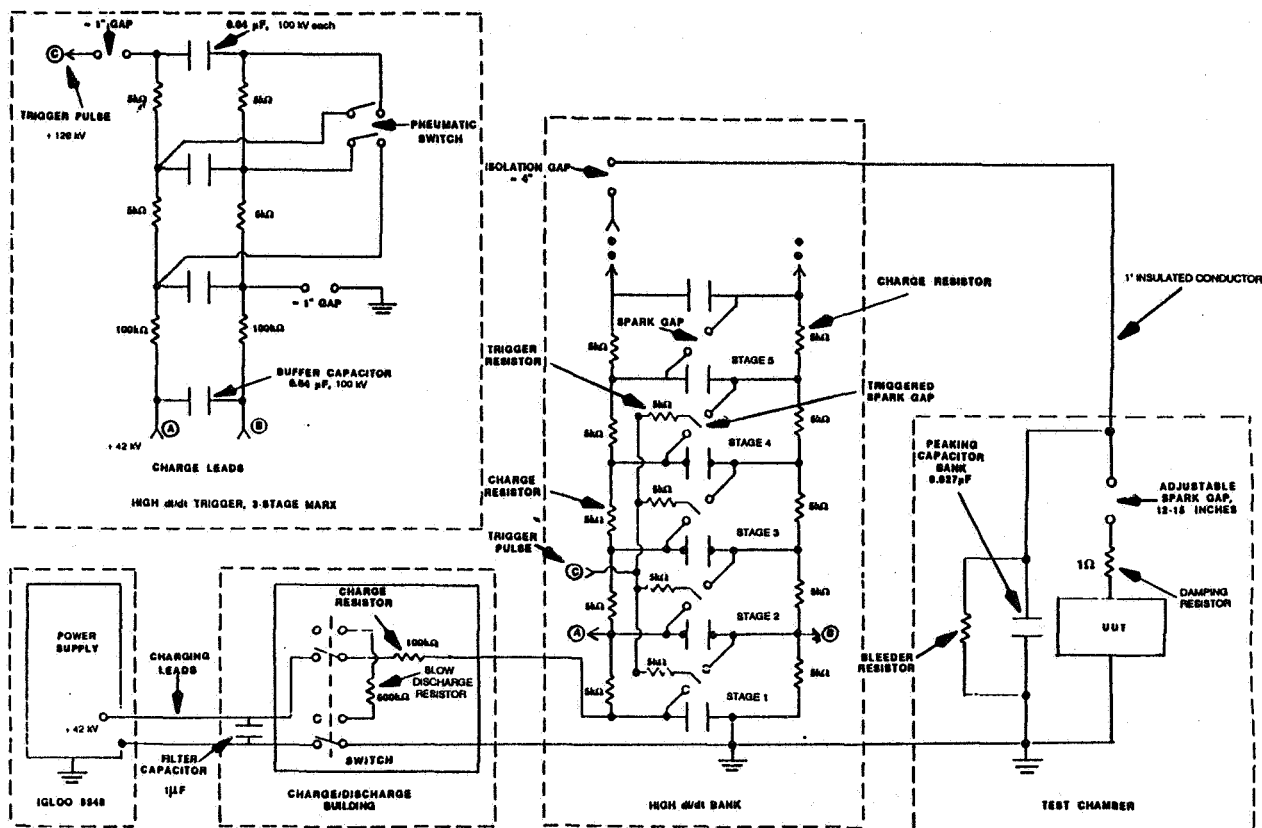 ~ 1" GAP
0.04 µF, 100 kV each
C
5kΩ
5kΩ
TRIGGER PULSE
+ 126 kV
PNEUMATIC
SWITCH
5kΩ
5kΩ
~ 1" GAP
100kΩ
100kΩ
BUFFER CAPACITOR
0.04 µF, 100 kV
A
B
+ 42 kV
CHARGE LEADS
HIGH di/dt TRIGGER, 3-STAGE MARX
ISOLATION GAP
~ 4"
CHARGE RESISTOR
SPARK GAP
5kΩ
5kΩ
TRIGGER
RESISTOR
STAGE 5
TRIGGERED
SPARK GAP
5kΩ
5kΩ
5kΩ
STAGE 4
CHARGE
RESISTOR
5kΩ
5kΩ
5kΩ
STAGE 3
TRIGGER
PULSE
C
5kΩ
5kΩ
5kΩ
A
STAGE 2
B
5kΩ
5kΩ
5kΩ
STAGE 1
HIGH di/dt BANK
1" INSULATED CONDUCTOR
PEAKING
CAPACITOR
BANK
ADJUSTABLE
SPARK GAP,
12-15 INCHES
1Ω
DAMPING
RESISTOR
UUT
BLEEDER
RESISTOR
TEST CHAMBER
POWER
SUPPLY
+ 42 kV
IGLOO
CHARGING
LEADS
FILTER
CAPACITOR
1µF
CHARGE
RESISTOR
100kΩ
SLOW
DISCHARGE
RESISTOR
500kΩ
SWITCH
CHARGE/DISCHARGE
BUILDING